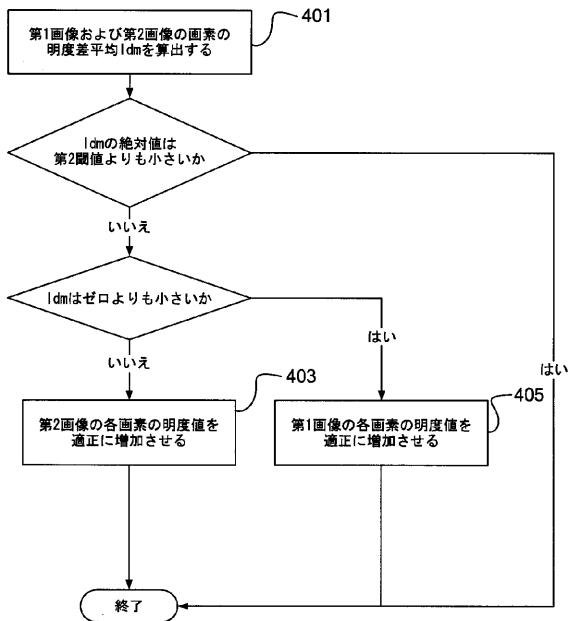 401
第1画像および第2画像の画素の
明度差平均ldmを算出する
ldmの絶対値は
第2閾値よりも小さいか
いいえ
ldmはゼロよりも小さいか
はい
はい
いいえ
403
405
第2画像の各画素の明度値を
適正に増加させる
第1画像の各画素の明度値を
適正に増加させる
終了